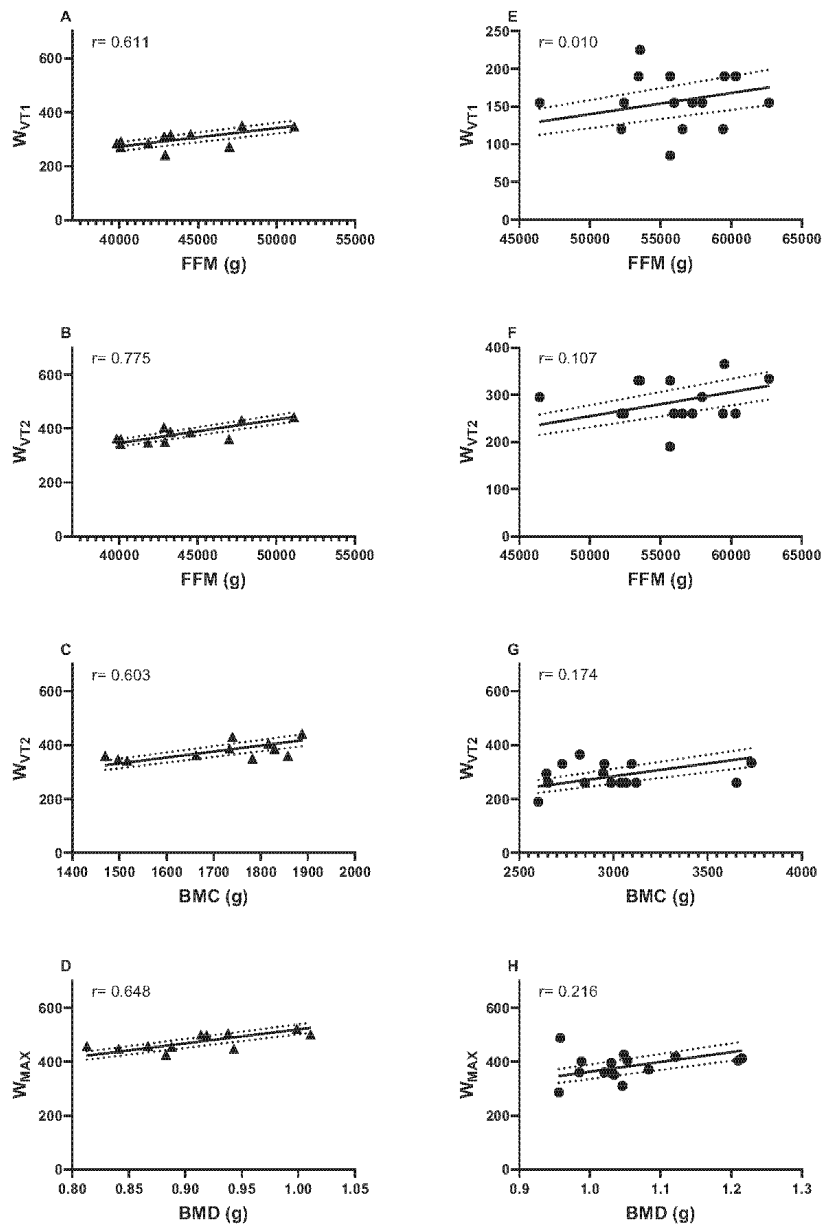 A
r= 0.611
600
400
200
0
W_VT1
40000 45000 50000 55000
FFM (g)
E
r= 0.010
250
200
150
100
50
0
W_VT1
45000 50000 55000 60000 65000
FFM (g)
B
r= 0.775
600
400
200
0
W_VT2
40000 45000 50000 55000
FFM (g)
F
r= 0.107
400
300
200
100
0
W_VT2
45000 50000 55000 60000 65000
FFM (g)
C
r= 0.603
600
400
200
0
W_VT2
1400 1500 1600 1700 1800 1900 2000
BMC (g)
G
r= 0.174
600
400
200
0
W_VT2
2500 3000 3500 4000
BMC (g)
D
r= 0.648
600
400
200
0
W_MAX
0.80 0.85 0.90 0.95 1.00 1.05
BMD (g)
H
r= 0.216
600
400
200
0
W_MAX
0.9 1.0 1.1 1.2 1.3
BMD (g)